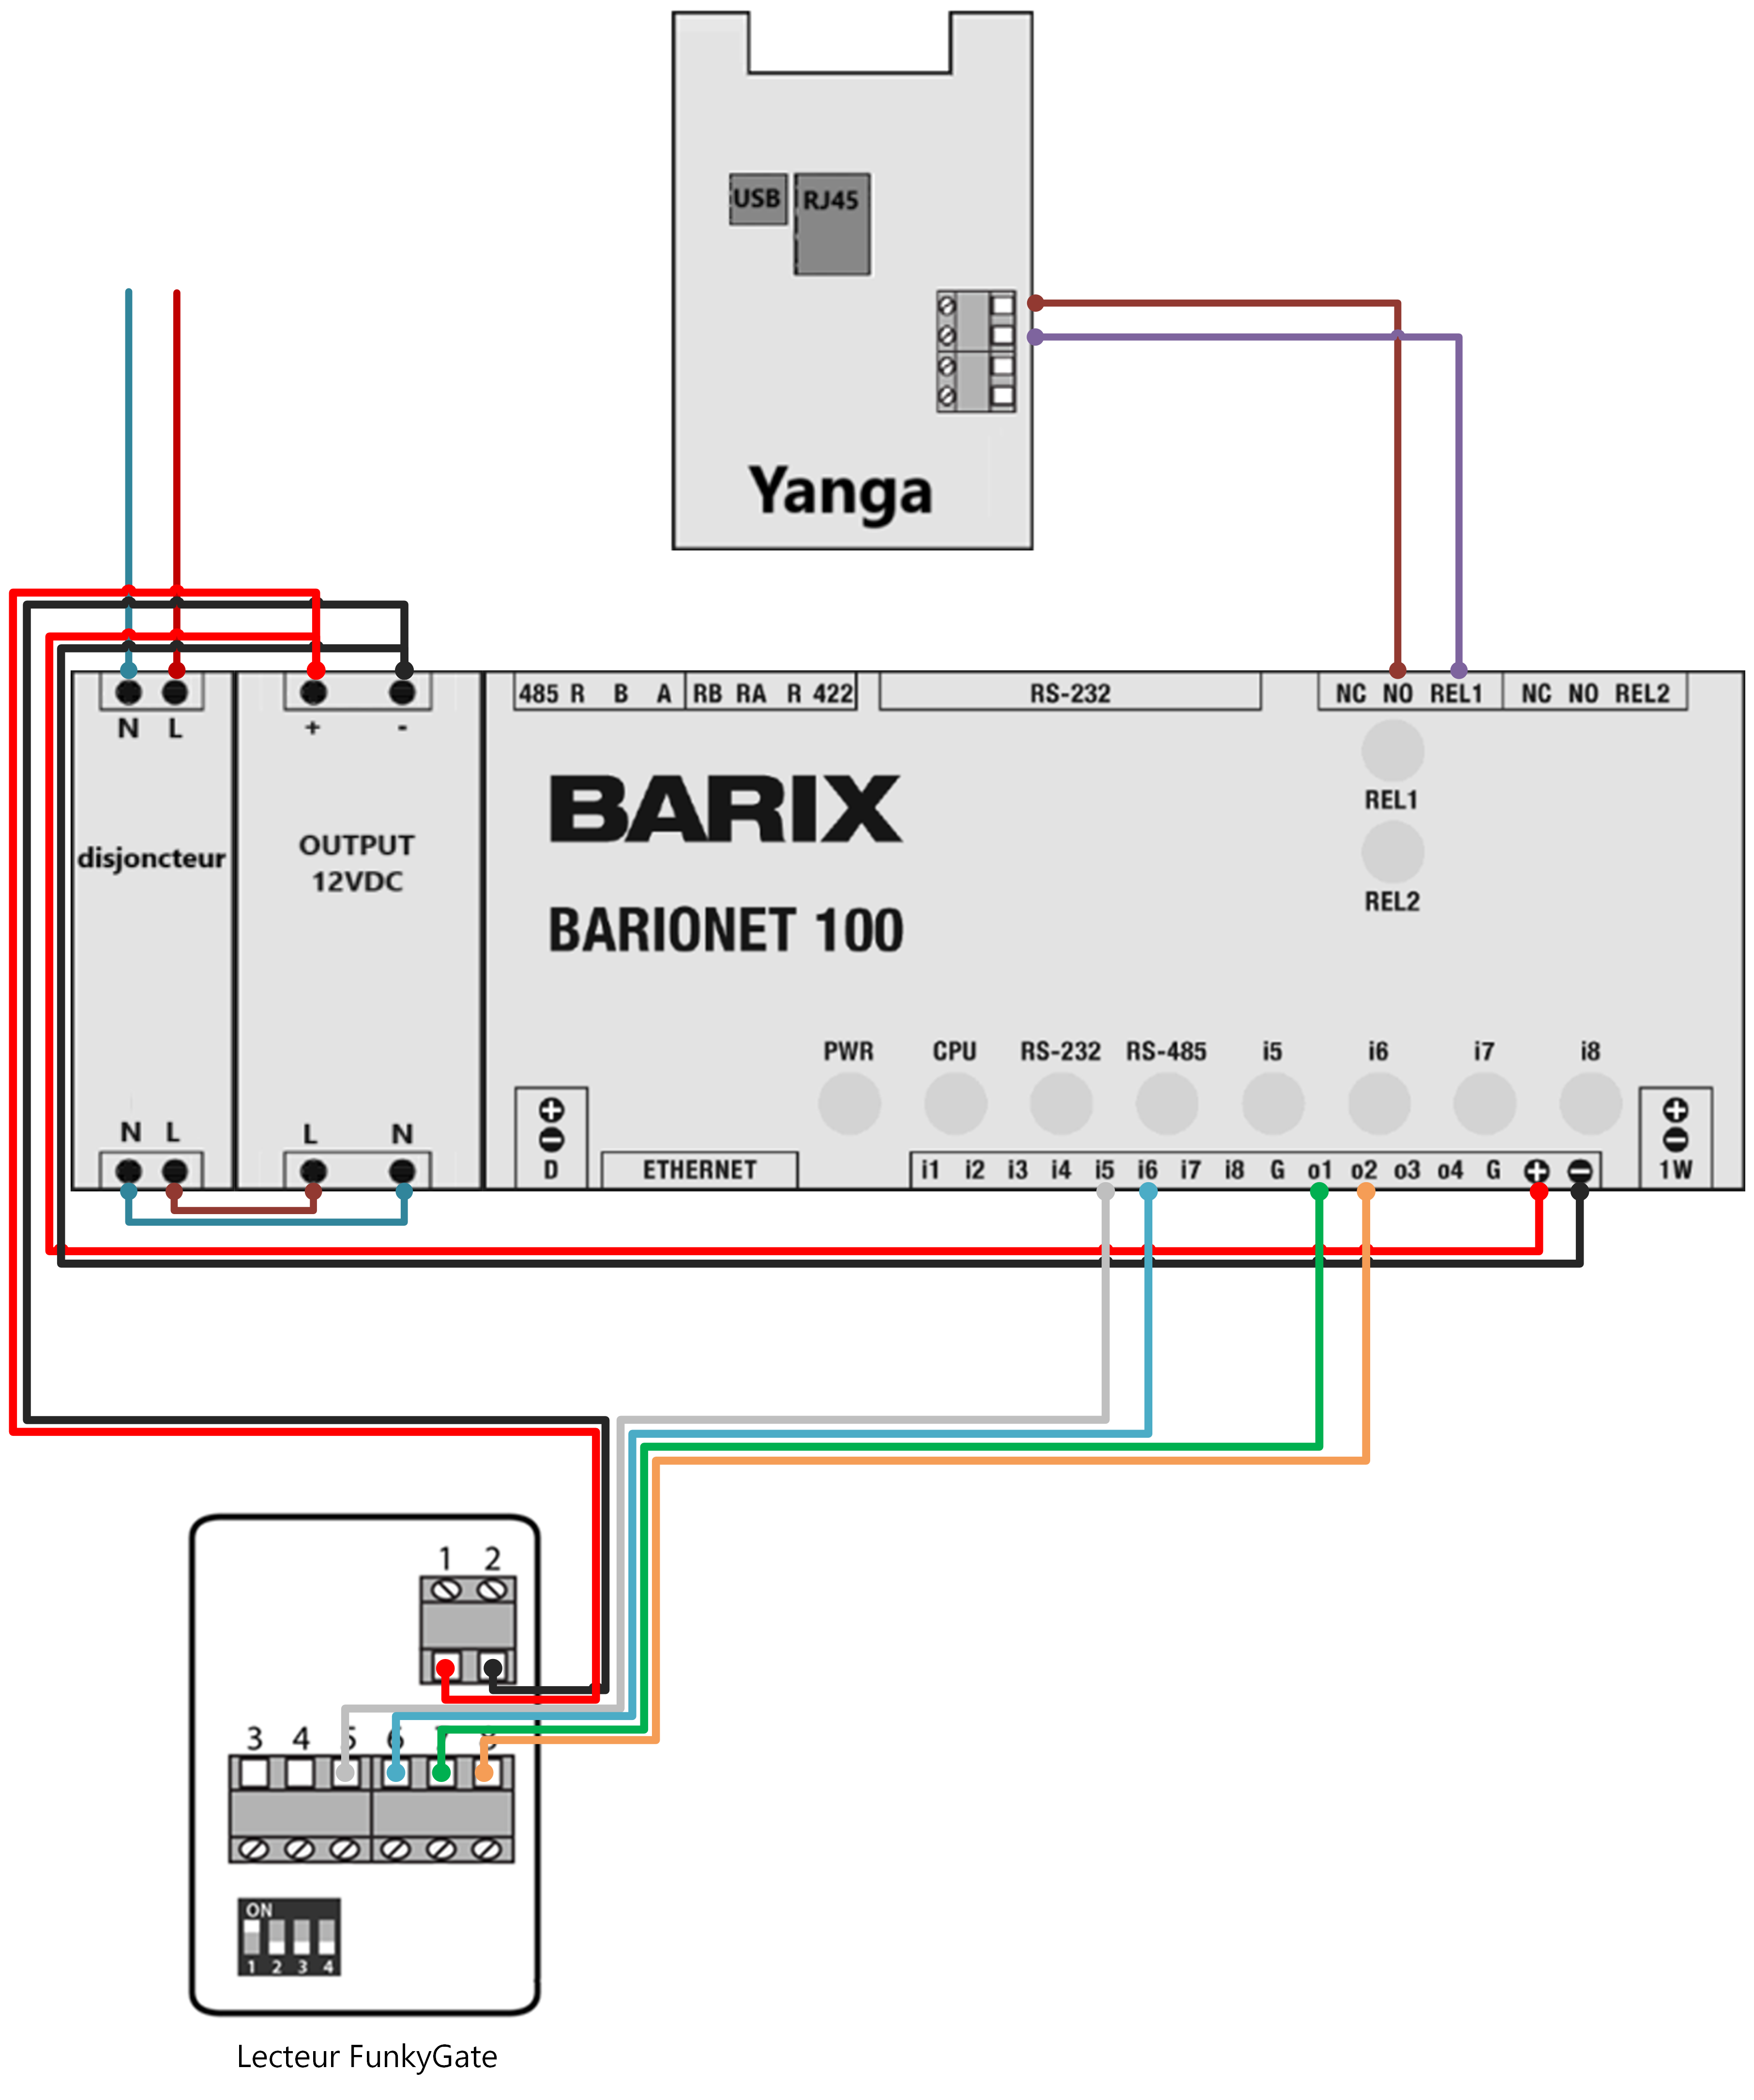 USB RJ45
Yanga
N L
+ -
485 R B A RB RA R 422
RS-232
NC NO REL1 NC NO REL2
REL1
REL2
disjoncteur
OUTPUT
12VDC
BARIX
BARIONET 100
PWR CPU RS-232 RS-485 i5 i6 i7 i8
N L
L N
D
ETHERNET
i1 i2 i3 i4 i5 i6 i7 i8 G o1 o2 o3 o4 G
1W
1 2
3 4 5 6
ON
1 2 3 4
Lecteur FunkyGate